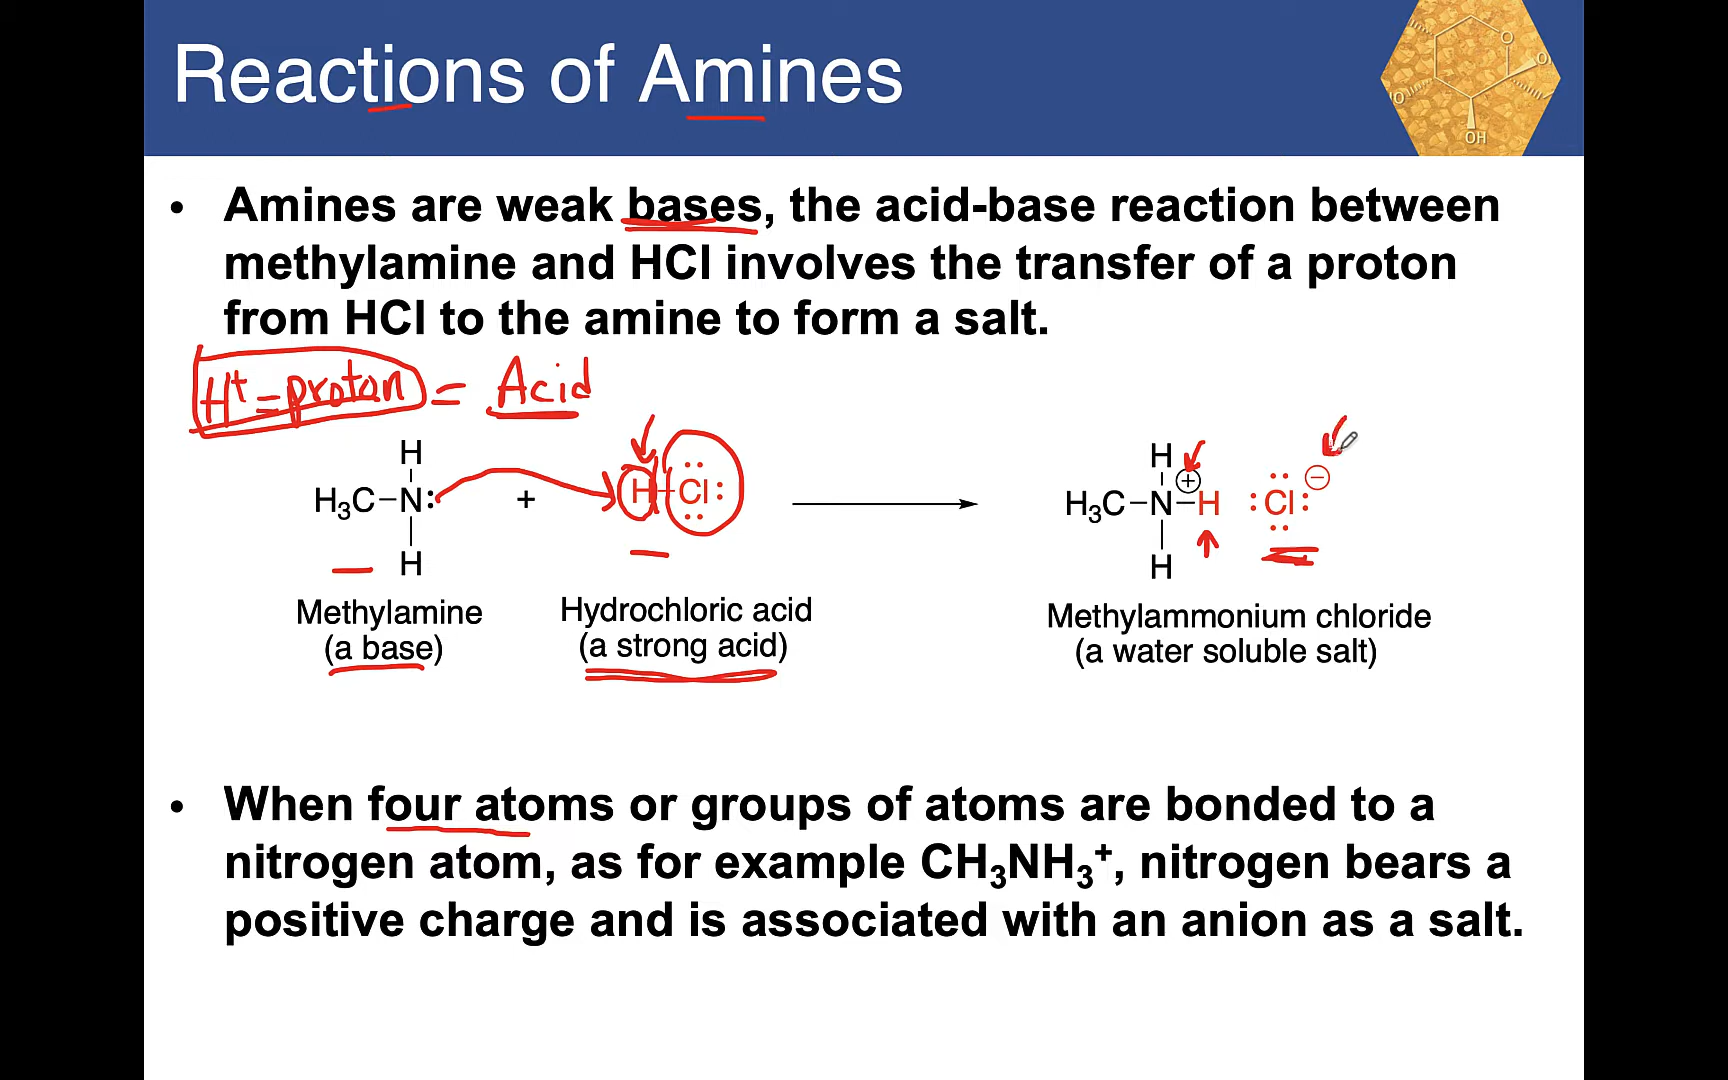 Reactions of Amines
O
O
O
OH
• Amines are weak bases, the acid-base reaction between
methylamine and HCl involves the transfer of a proton
from HCl to the amine to form a salt.
H+ = proton = Acid
H
H₃C–N: + H–Cl:
H
H
H₃C–N–H + :Cl: −
H
Methylamine
(a base)
Hydrochloric acid
(a strong acid)
Methylammonium chloride
(a water soluble salt)
• When four atoms or groups of atoms are bonded to a
nitrogen atom, as for example CH₃NH₃⁺, nitrogen bears a
positive charge and is associated with an anion as a salt.